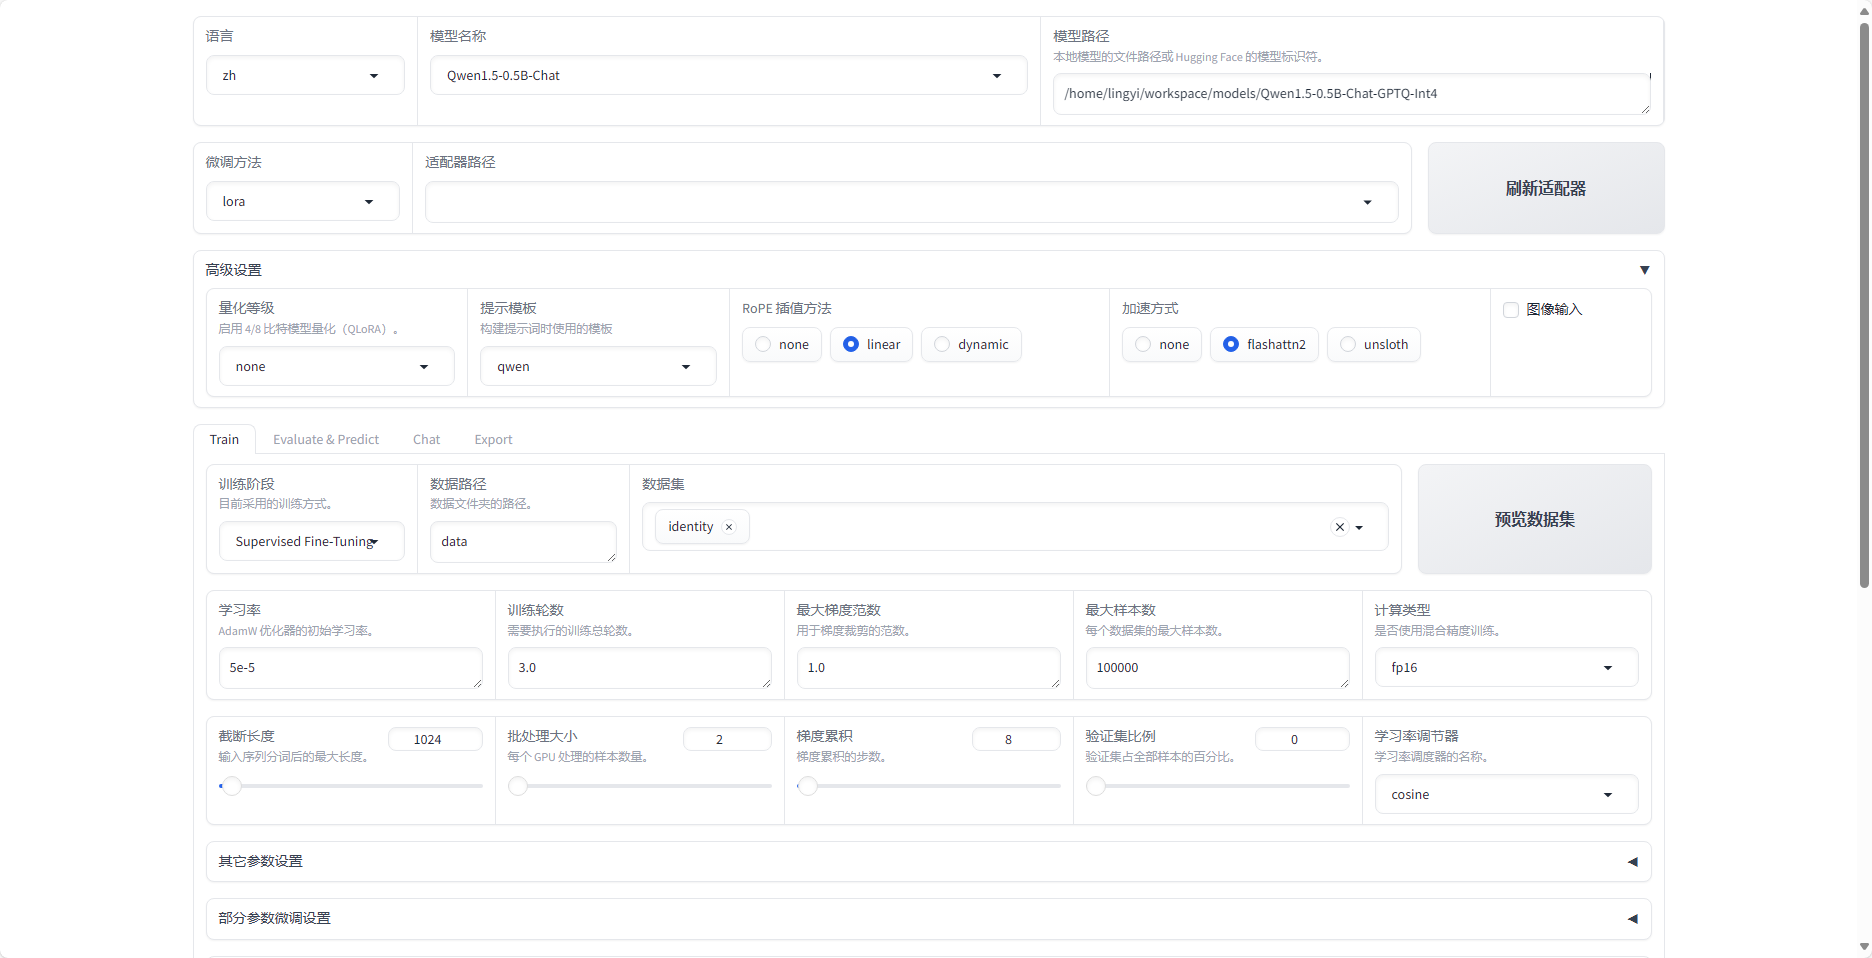 语言
zh
模型名称
Qwen1.5-0.5B-Chat
模型路径
本地模型的文件路径或 Hugging Face 的模型标识符。
/home/lingyi/workspace/models/Qwen1.5-0.5B-Chat-GPTQ-Int4
微调方法
lora
适配器路径
刷新适配器
高级设置
量化等级
启用 4/8 比特模型量化（QLoRA）。
none
提示模板
构建提示词时使用的模板
qwen
RoPE 插值方法
none linear dynamic
加速方式
none flashattn2 unsloth
图像输入
Train Evaluate & Predict Chat Export
训练阶段
目前采用的训练方式。
Supervised Fine-Tuning
数据路径
数据文件夹的路径。
data
数据集
identity
预览数据集
学习率
AdamW 优化器的初始学习率。
5e-5
训练轮数
需要执行的训练总轮数。
3.0
最大梯度范数
用于梯度裁剪的范数。
1.0
最大样本数
每个数据集的最大样本数。
100000
计算类型
是否使用混合精度训练。
fp16
截断长度 1024
输入序列分词后的最大长度。
批处理大小 2
每个 GPU 处理的样本数量。
梯度累积 8
梯度累积的步数。
验证集比例 0
验证集占全部样本的百分比。
学习率调节器
学习率调度器的名称。
cosine
其它参数设置
部分参数微调设置